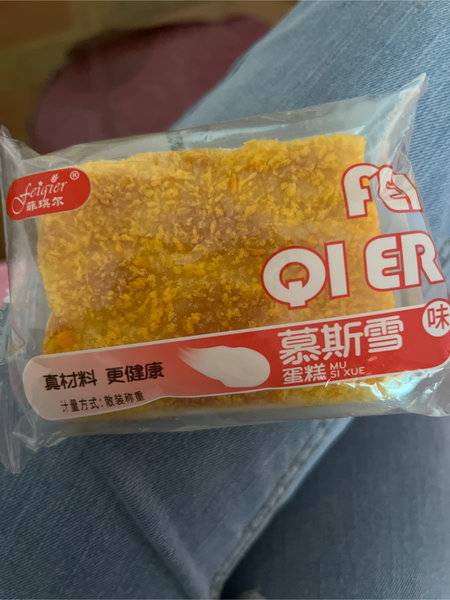 Feiqier®
菲琪尔
FEI
QI ER
慕斯雪 味
蛋糕 MU
SI XUE
真材料 更健康
计量方式:散装称重